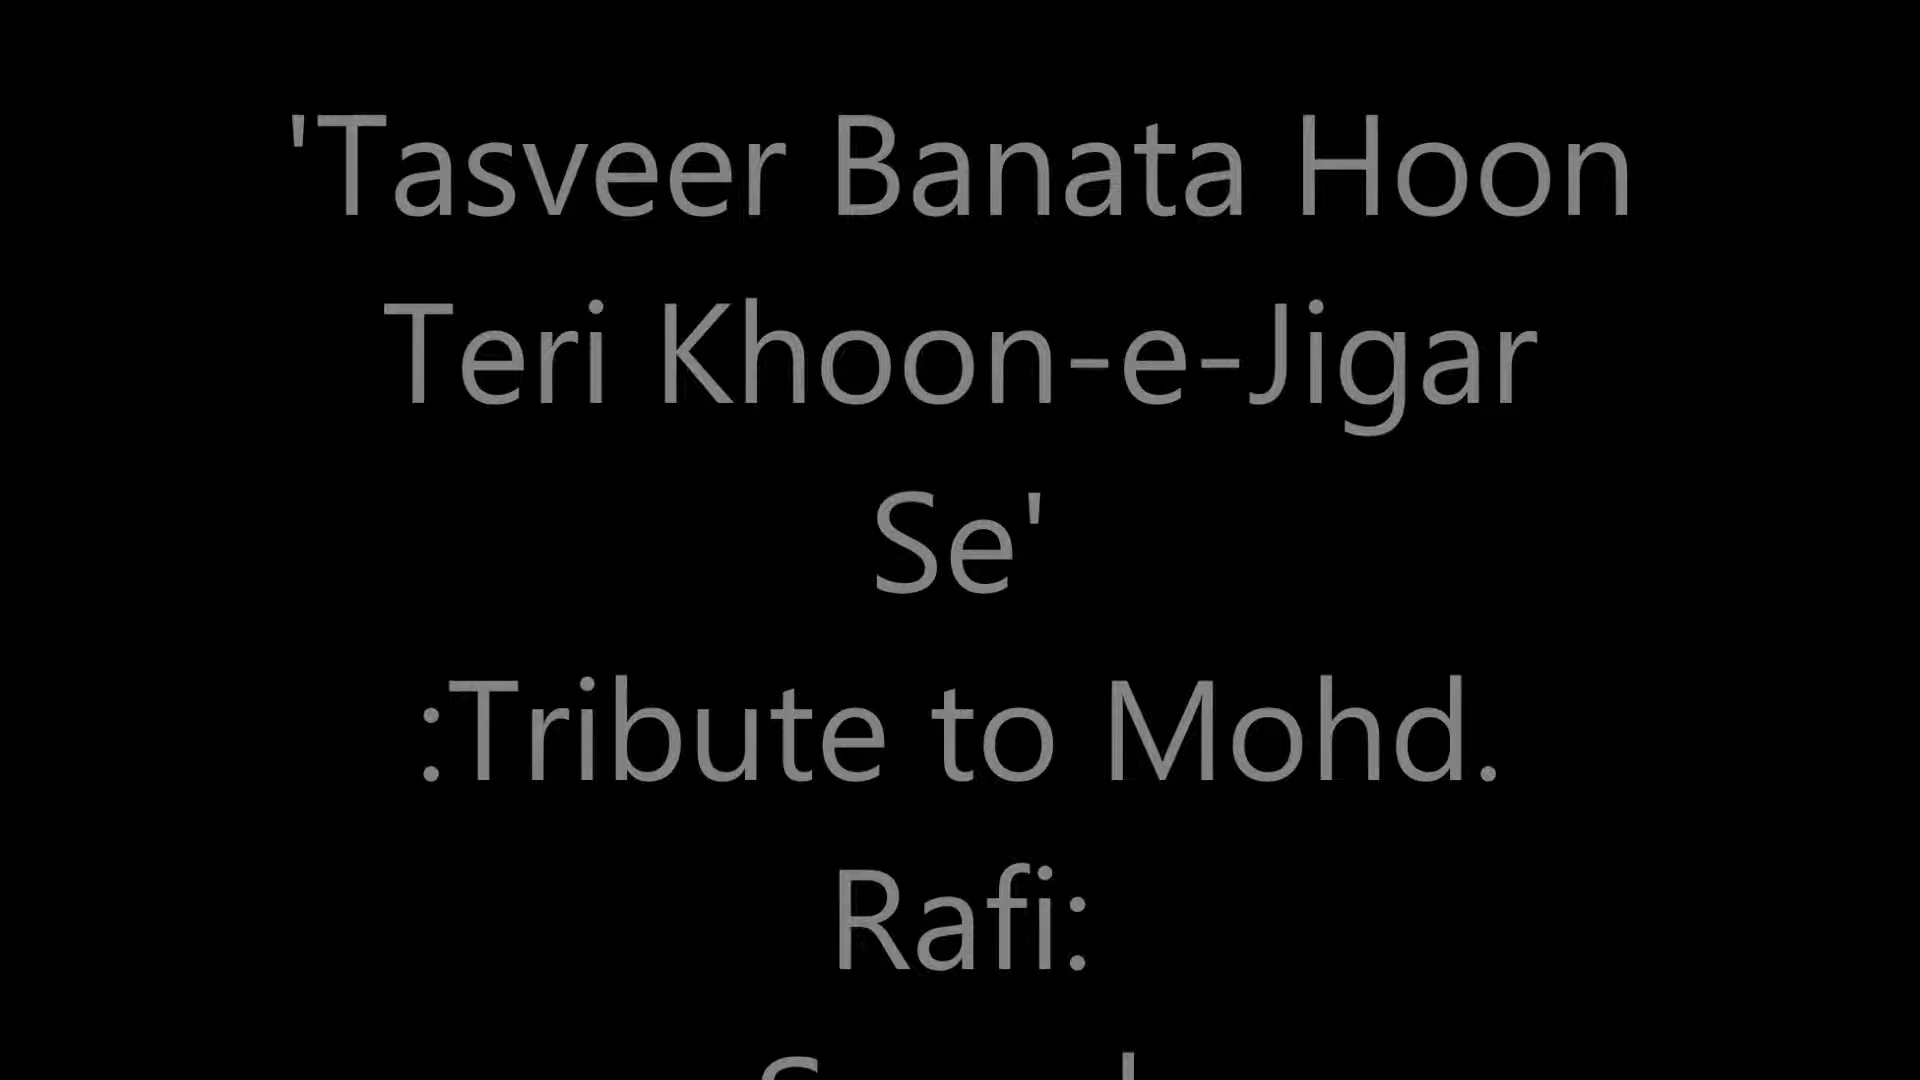 'Tasveer Banata Hoon
Teri Khoon-e-Jigar
Se'
:Tribute to Mohd.
Rafi: